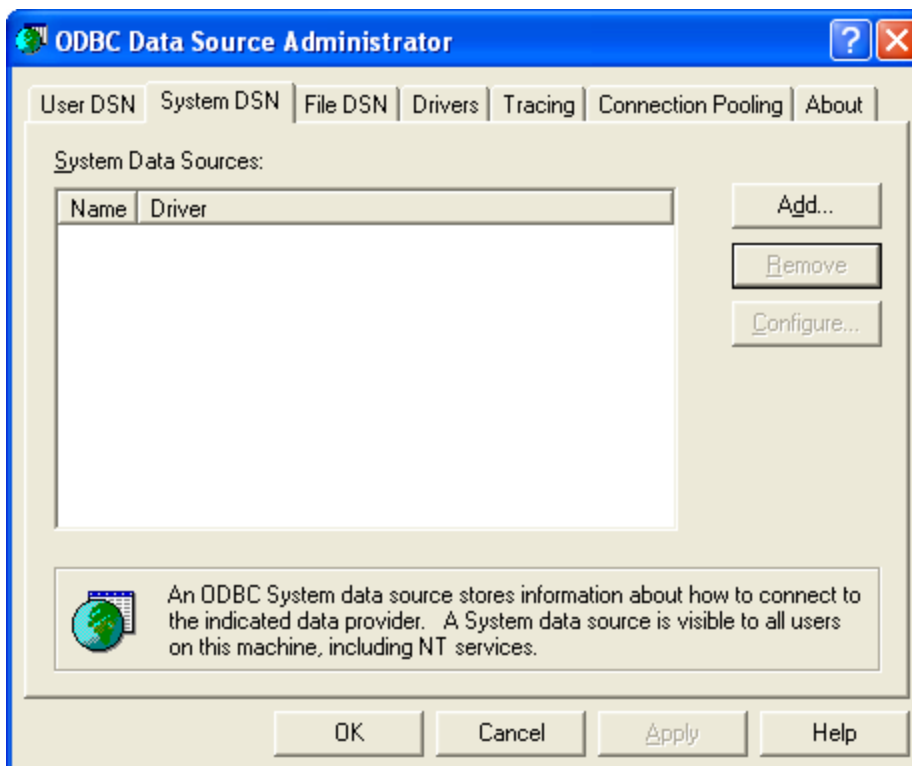 ODBC Data Source Administrator
?
User DSN System DSN File DSN Drivers Tracing Connection Pooling About
System Data Sources:
Name Driver
Add...
Remove
Configure...
An ODBC System data source stores information about how to connect to
the indicated data provider. A System data source is visible to all users
on this machine, including NT services.
OK Cancel Apply Help